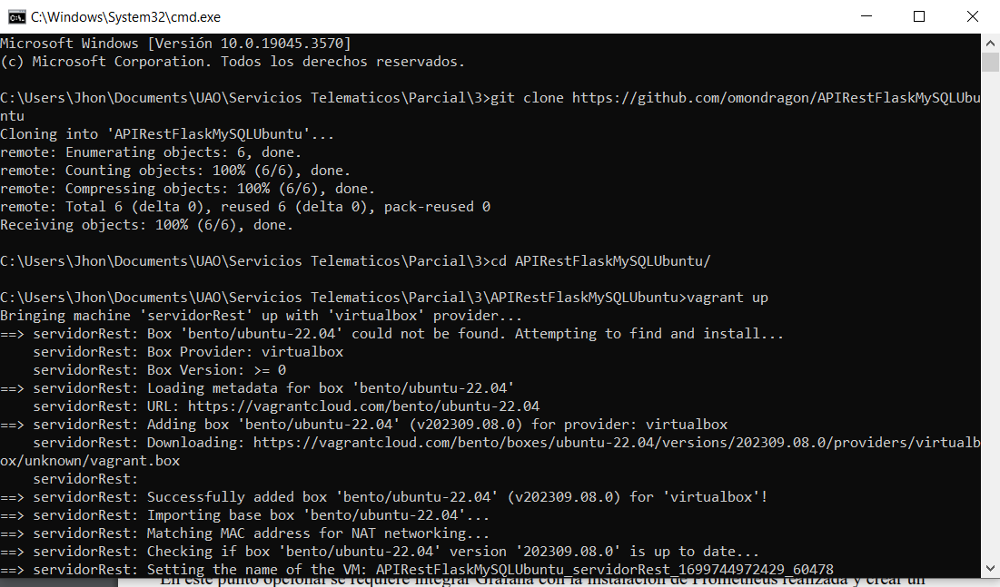 C:\Windows\System32\cmd.exe
Microsoft Windows [Versión 10.0.19045.3570]
(c) Microsoft Corporation. Todos los derechos reservados.
C:\Users\Jhon\Documents\UAO\Servicios Telematicos\Parcial\3>git clone https://github.com/omondragon/APIRestFlaskMySQLUbu
ntu
Cloning into 'APIRestFlaskMySQLUbuntu'...
remote: Enumerating objects: 6, done.
remote: Counting objects: 100% (6/6), done.
remote: Compressing objects: 100% (6/6), done.
remote: Total 6 (delta 0), reused 6 (delta 0), pack-reused 0
Receiving objects: 100% (6/6), done.
C:\Users\Jhon\Documents\UAO\Servicios Telematicos\Parcial\3>cd APIRestFlaskMySQLUbuntu/
C:\Users\Jhon\Documents\UAO\Servicios Telematicos\Parcial\3\APIRestFlaskMySQLUbuntu>vagrant up
Bringing machine 'servidorRest' up with 'virtualbox' provider...
==> servidorRest: Box 'bento/ubuntu-22.04' could not be found. Attempting to find and install...
    servidorRest: Box Provider: virtualbox
    servidorRest: Box Version: >= 0
==> servidorRest: Loading metadata for box 'bento/ubuntu-22.04'
    servidorRest: URL: https://vagrantcloud.com/bento/ubuntu-22.04
==> servidorRest: Adding box 'bento/ubuntu-22.04' (v202309.08.0) for provider: virtualbox
    servidorRest: Downloading: https://vagrantcloud.com/bento/boxes/ubuntu-22.04/versions/202309.08.0/providers/virtualb
ox/unknown/vagrant.box
    servidorRest:
==> servidorRest: Successfully added box 'bento/ubuntu-22.04' (v202309.08.0) for 'virtualbox'!
==> servidorRest: Importing base box 'bento/ubuntu-22.04'...
==> servidorRest: Matching MAC address for NAT networking...
==> servidorRest: Checking if box 'bento/ubuntu-22.04' version '202309.08.0' is up to date...
==> servidorRest: Setting the name of the VM: APIRestFlaskMySQLUbuntu_servidorRest_1699744972429_60478
En este punto opcional se requiere integrar Grafana con la instalación de Prometheus realizada y crear un